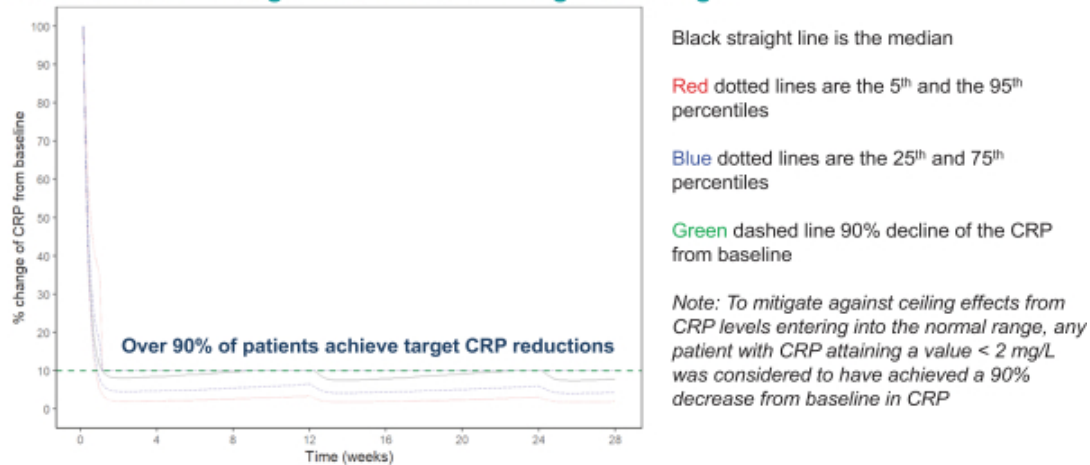 100
90
80
70
60
50
40
30
20
10
0
% change of CRP from baseline
Over 90% of patients achieve target CRP reductions
0 4 8 12 16 20 24 28
Time (weeks)
Black straight line is the median
Red dotted lines are the 5th and the 95th
percentiles
Blue dotted lines are the 25th and 75th
percentiles
Green dashed line 90% decline of the CRP
from baseline
Note: To mitigate against ceiling effects from
CRP levels entering into the normal range, any
patient with CRP attaining a value < 2 mg/L
was considered to have achieved a 90%
decrease from baseline in CRP